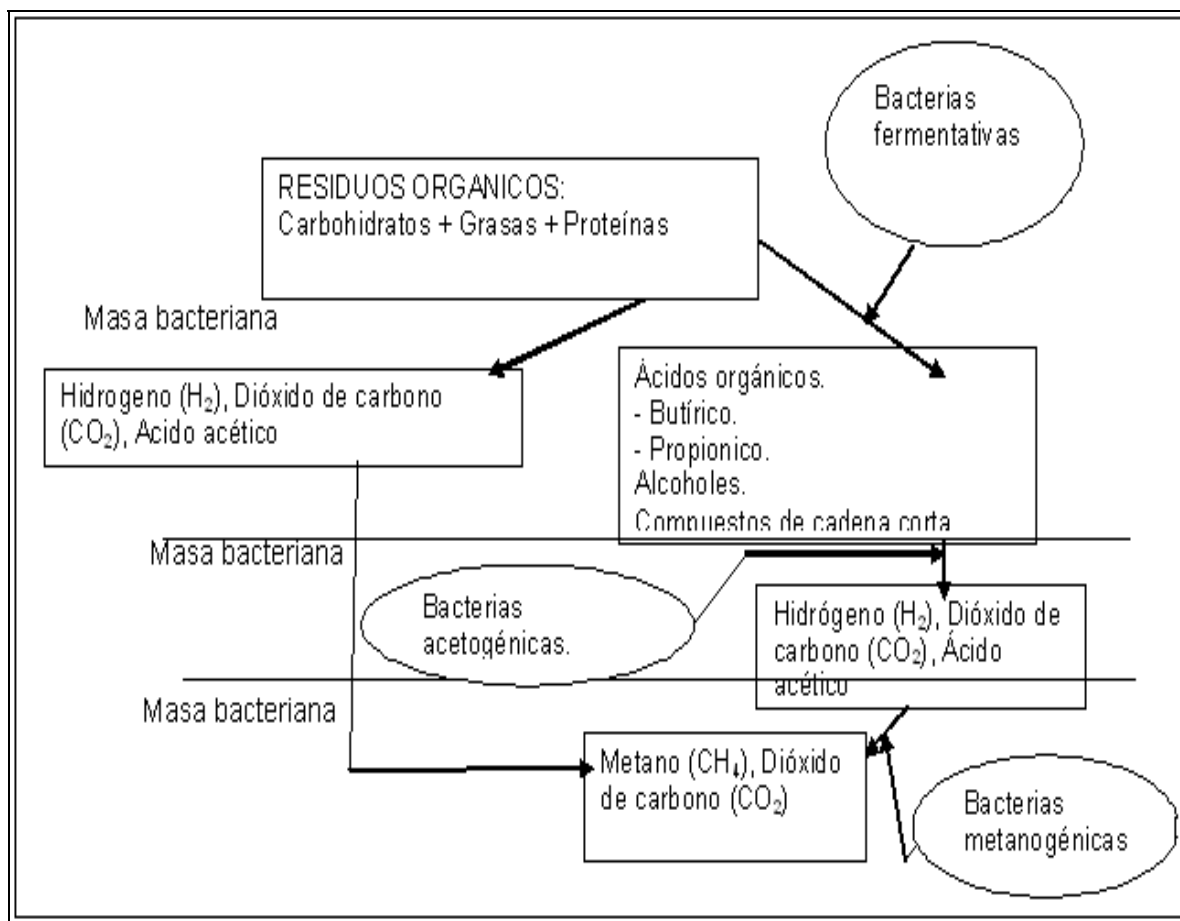 Bacterias
fermentativas
RESIDUOS ORGANICOS:
Carbohidratos + Grasas + Proteínas
Masa bacteriana
Hidrogeno (H₂), Dióxido de carbono
(CO₂), Acido acético
Ácidos orgánicos.
- Butírico.
- Propionico.
Alcoholes.
Compuestos de cadena corta
Masa bacteriana
Bacterias
acetogénicas.
Hidrógeno (H₂), Dióxido de
carbono (CO₂), Ácido
acético
Masa bacteriana
Metano (CH₄), Dióxido
de carbono (CO₂)
Bacterias
metanogénicas